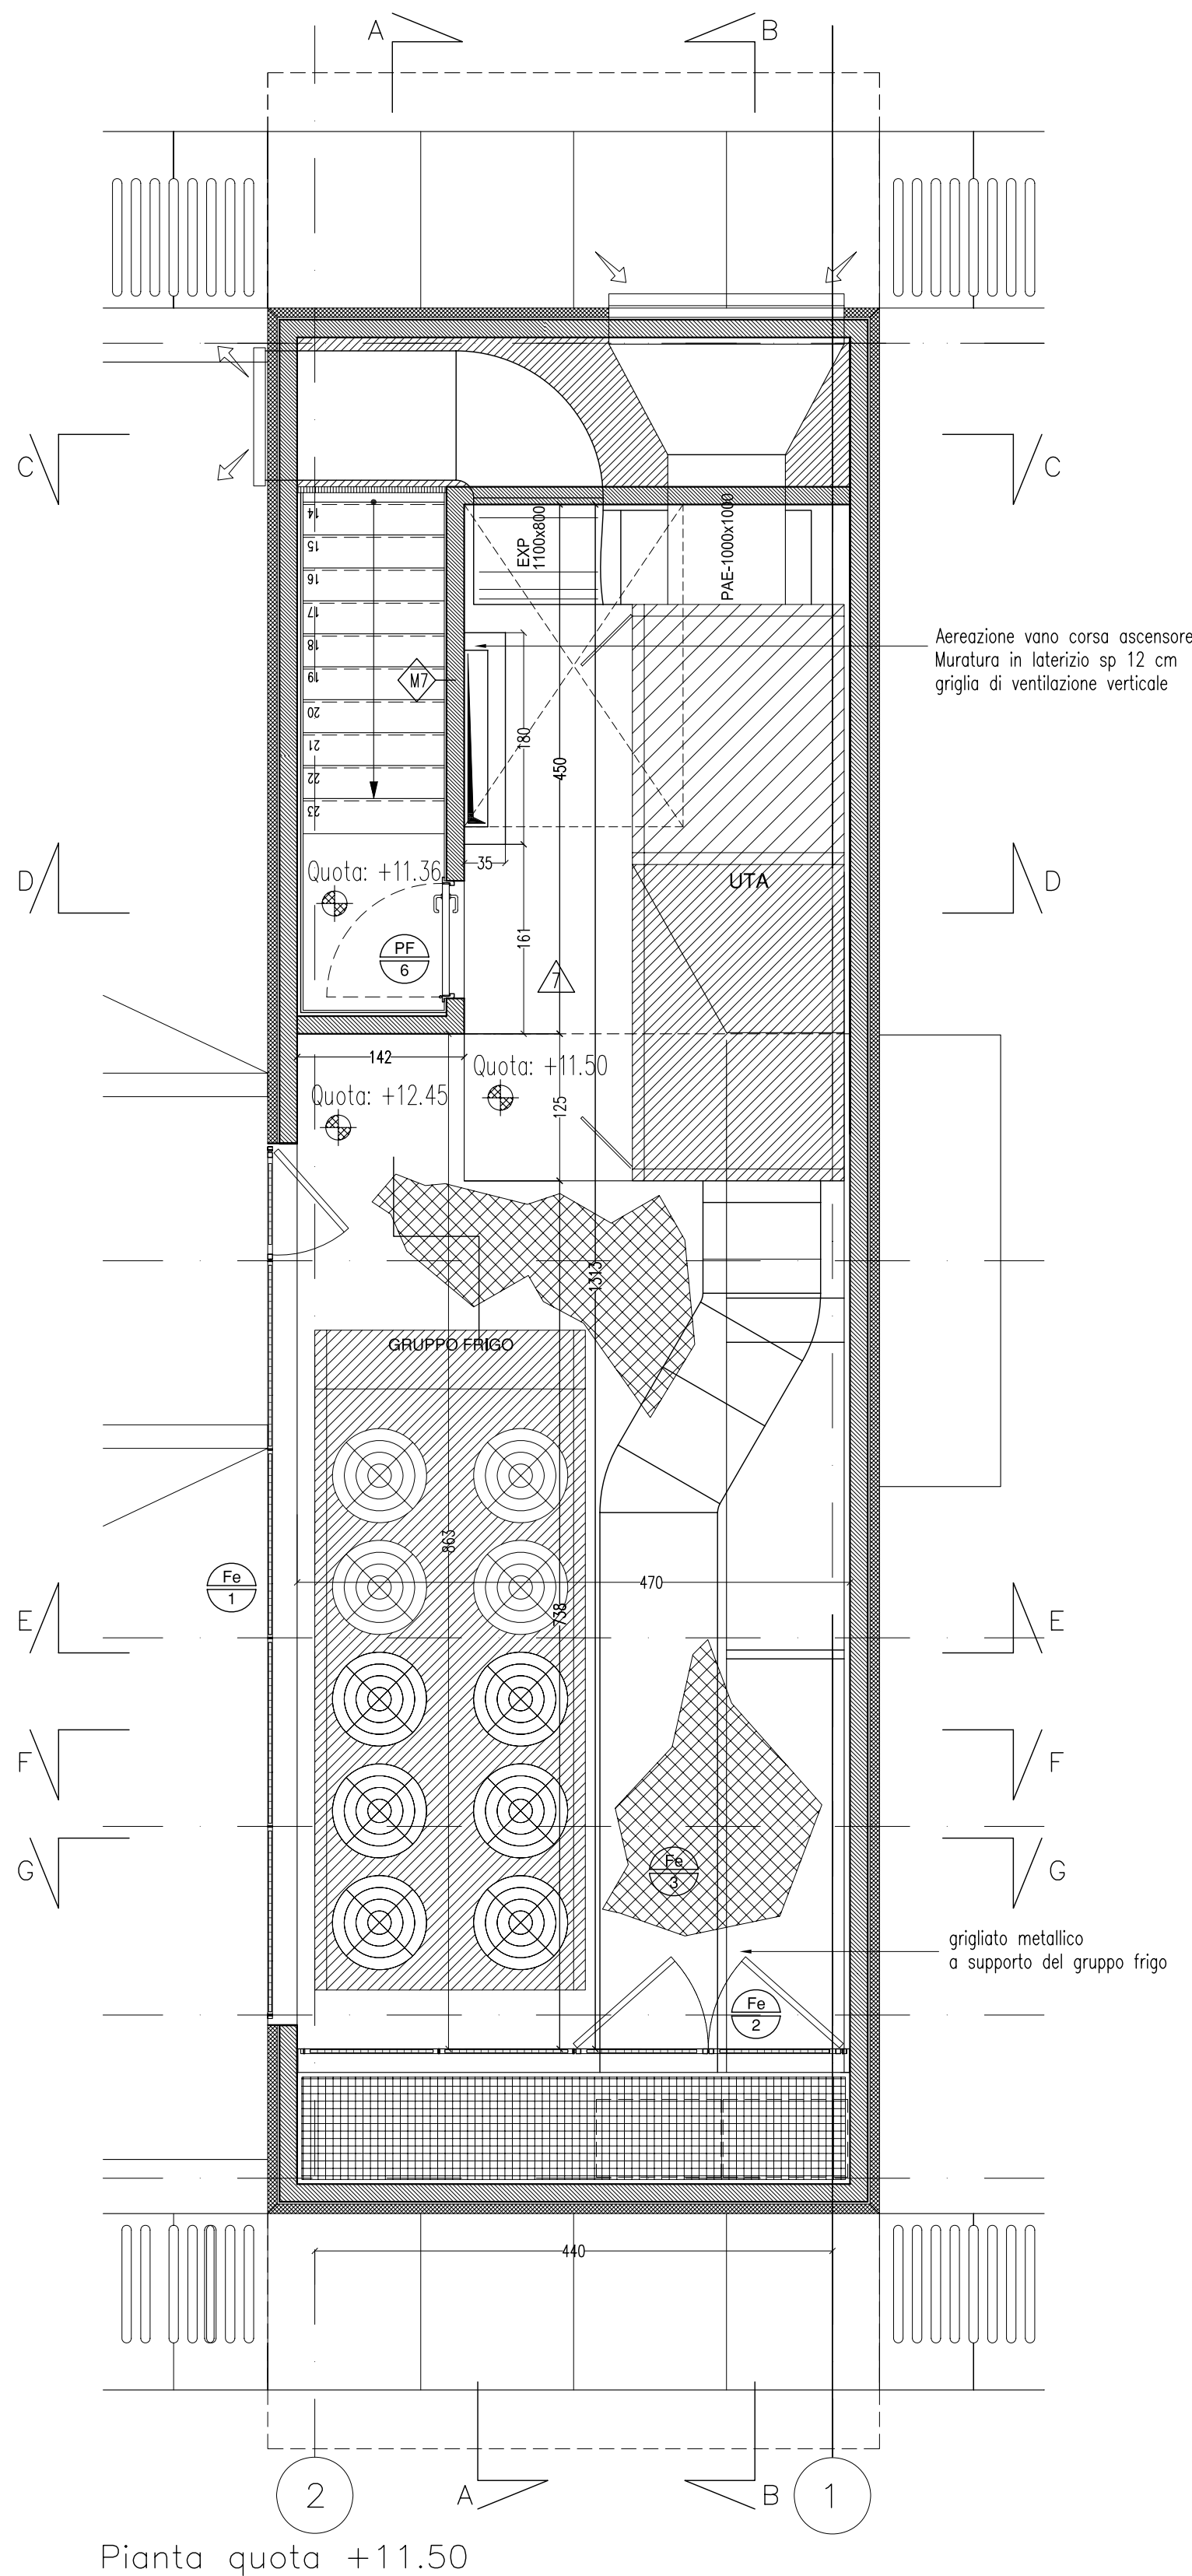 A
B
C
C
EXP
1100x800
PAE-1000x1000
14
15
16
17
18
19
20
21
22
23
M7
Aereazione vano corsa ascensore
Muratura in laterizio sp 12 cm
griglia di ventilazione verticale
180
450
35
161
D
D
Quota: +11.36
UTA
PF
6
7
142
Quota: +11.50
Quota: +12.45
125
1313
GRUPPO FRIGO
863
470
738
Fe
1
E
E
F
F
G
G
Fe
3
grigliato metallico
a supporto del gruppo frigo
Fe
2
440
2
A
B
1
Pianta quota +11.50